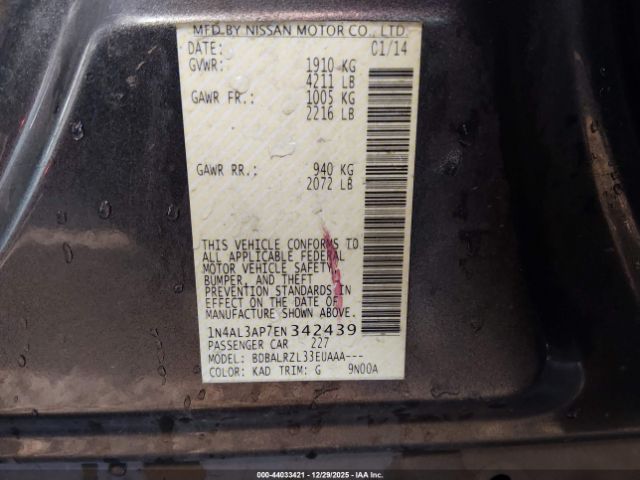 MFD BY NISSAN MOTOR CO., LTD.
DATE: 01/14
GVWR: 1910 KG
4211 LB
GAWR FR.: 1005 KG
2216 LB
GAWR RR.: 940 KG
2072 LB
THIS VEHICLE CONFORMS TO
ALL APPLICABLE FEDERAL
MOTOR VEHICLE SAFETY,
BUMPER, AND THEFT
PREVENTION STANDARDS IN
EFFECT ON THE DATE OF
MANUFACTURE SHOWN ABOVE.
1N4AL3AP7EN342439
PASSENGER CAR 227
MODEL: BDBALRZL33EUAAA---
COLOR: KAD TRIM: G 9N00A
000-44033421 | 12/29/2025 - IAAI.com